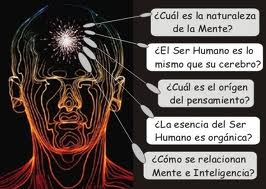 ¿Cuál es la naturaleza
de la Mente?
¿El Ser Humano es lo
mismo que su cerebro?
¿Cuál es el orígen
del pensamiento?
¿La esencia del Ser
Humano es orgánica?
¿Cómo se relacionan
Mente e Inteligencia?